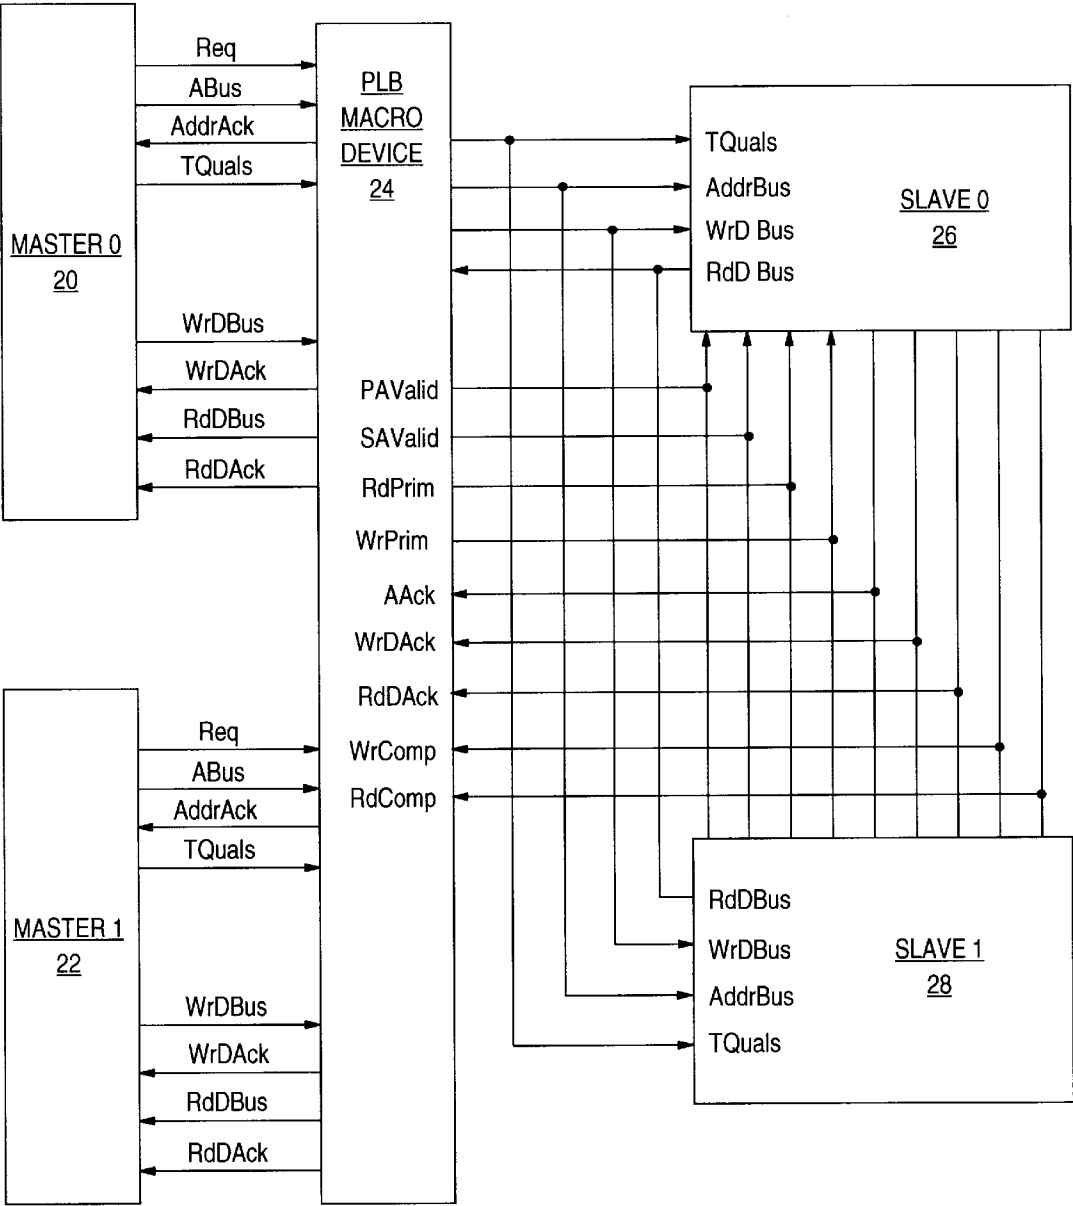 MASTER 0
20
Req
ABus
AddrAck
TQuals
WrDBus
WrDAck
RdDBus
RdDAck
MASTER 1
22
Req
ABus
AddrAck
TQuals
WrDBus
WrDAck
RdDBus
RdDAck
PLB
MACRO
DEVICE
24
PAValid
SAValid
RdPrim
WrPrim
AAck
WrDAck
RdDAck
WrComp
RdComp
TQuals
AddrBus
WrD Bus
RdD Bus
SLAVE 0
26
RdDBus
WrDBus
AddrBus
TQuals
SLAVE 1
28